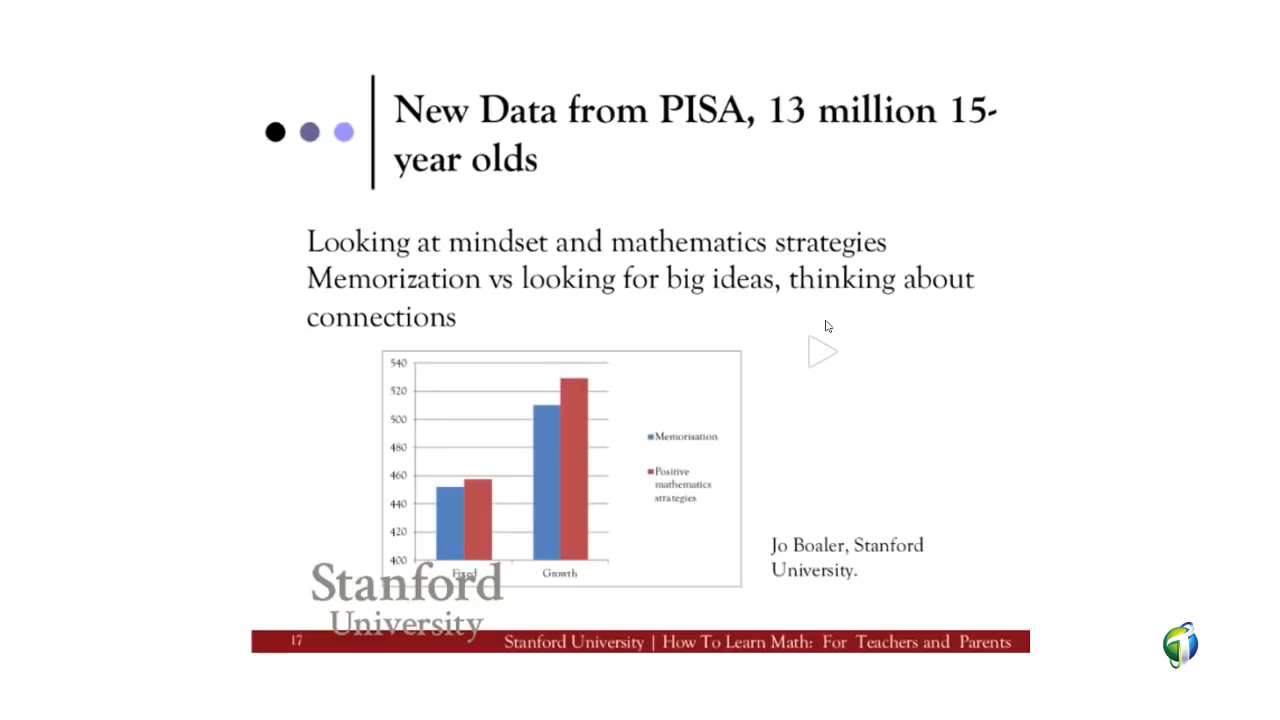 New Data from PISA, 13 million 15-
year olds
Looking at mindset and mathematics strategies
Memorization vs looking for big ideas, thinking about
connections
540
520
500
480
460
440
420
400
Fixed
Growth
Memorisation
Positive
mathematics
strategies
Jo Boaler, Stanford
University.
Stanford
University
17
Stanford University | How To Learn Math: For Teachers and Parents